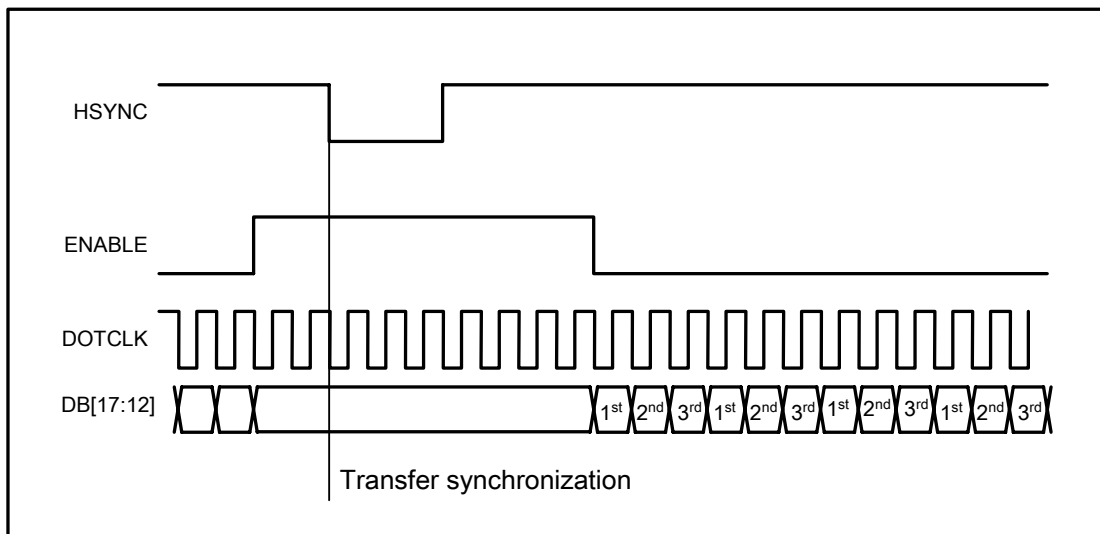 HSYNC
ENABLE
DOTCLK
DB[17:12] 1st 2nd 3rd 1st 2nd 3rd 1st 2nd 3rd 1st 2nd 3rd
Transfer synchronization